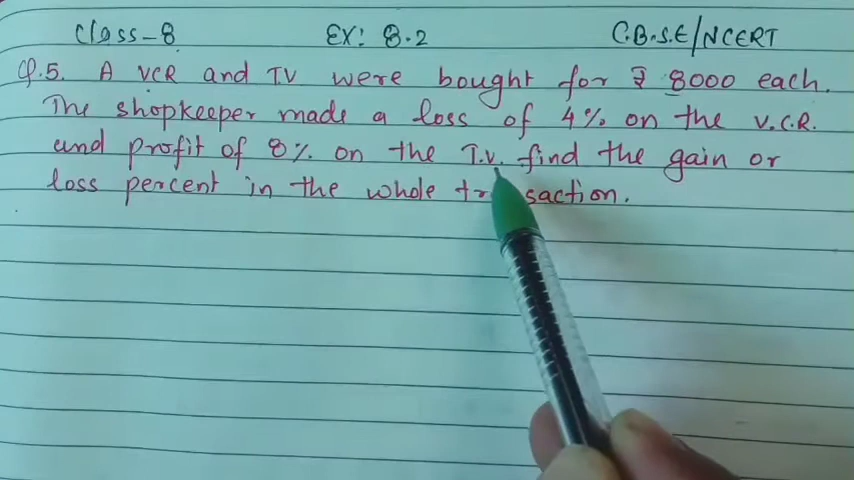 Class-8 EX: 8.2 C.B.S.E/NCERT
Q.5. A VCR and TV were bought for ₹ 8000 each.
The shopkeeper made a loss of 4% on the V.C.R.
and profit of 8% on the T.V. find the gain or
loss percent in the whole saction.